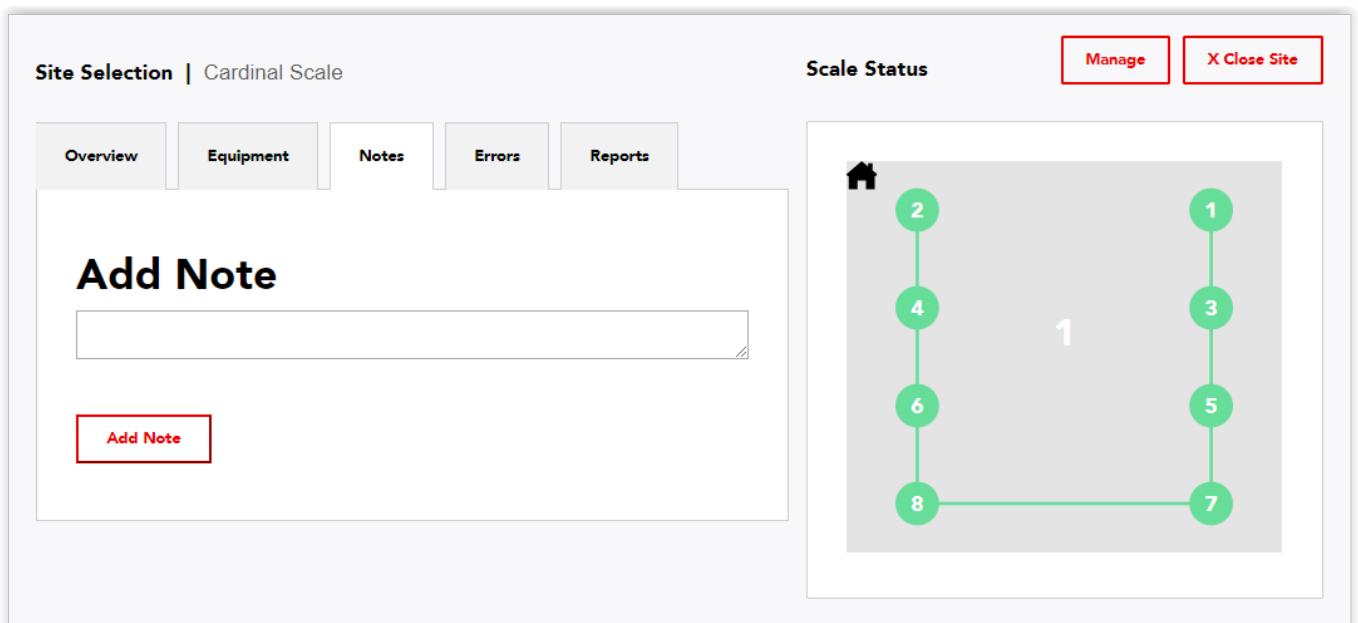 Site Selection | Cardinal Scale
Scale Status
Manage
X Close Site
Overview
Equipment
Notes
Errors
Reports
Add Note
Add Note
2
1
4
3
1
6
5
8
7